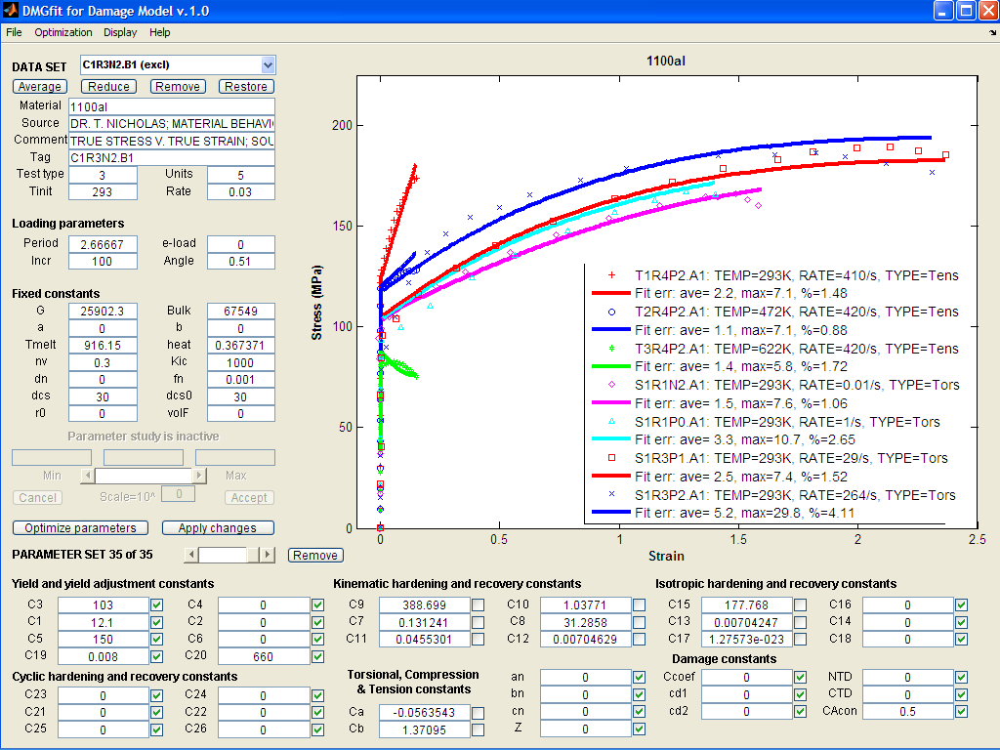 DMGfit for Damage Model v.1.0
File Optimization Display Help
DATA SET C1R3N2.B1 (excl)
Average Reduce Remove Restore
Material 1100al
Source DR. T. NICHOLAS; MATERIAL BEHAVI
Comment TRUE STRESS V. TRUE STRAIN; SOU
Tag C1R3N2.B1
Test type 3 Units 5
Tinit 293 Rate 0.03
Loading parameters
Period 2.66667 e-load 0
Incr 100 Angle 0.51
Fixed constants
G 25902.3 Bulk 67549
a 0 b 0
Tmelt 916.15 heat 0.367371
nv 0.3 Kic 1000
dn 0 fn 0.001
dcs 30 dcs0 30
r0 0 volF 0
Parameter study is inactive
Min Max
Cancel Scale=10^ 0 Accept
Optimize parameters Apply changes
PARAMETER SET 35 of 35 Remove
1100al
Stress (MPa)
200
150
100
50
0
0 0.5 1 1.5 2 2.5
Strain
T1R4P2.A1: TEMP=293K, RATE=410/s, TYPE=Tens
Fit err: ave= 2.2, max=7.1, %=1.48
T2R4P2.A1: TEMP=472K, RATE=420/s, TYPE=Tens
Fit err: ave= 1.1, max=7.1, %=0.88
T3R4P2.A1: TEMP=622K, RATE=420/s, TYPE=Tens
Fit err: ave= 1.4, max=5.8, %=1.72
S1R1N2.A1: TEMP=293K, RATE=0.01/s, TYPE=Tors
Fit err: ave= 1.5, max=7.6, %=1.06
S1R1P0.A1: TEMP=293K, RATE=1/s, TYPE=Tors
Fit err: ave= 3.3, max=10.7, %=2.65
S1R3P1.A1: TEMP=293K, RATE=29/s, TYPE=Tors
Fit err: ave= 2.5, max=7.4, %=1.52
S1R3P2.A1: TEMP=293K, RATE=264/s, TYPE=Tors
Fit err: ave= 5.2, max=29.8, %=4.11
Yield and yield adjustment constants
C3 103 C4 0
C1 12.1 C2 0
C5 150 C6 0
C19 0.008 C20 660
Cyclic hardening and recovery constants
C23 0 C24 0
C21 0 C22 0
C25 0 C26 0
Kinematic hardening and recovery constants
C9 388.699 C10 1.03771
C7 0.131241 C8 31.2858
C11 0.0455301 C12 0.00704629
Torsional, Compression
& Tension constants
Ca -0.0563543
Cb 1.37095
an 0
bn 0
cn 0
Z 0
Isotropic hardening and recovery constants
C15 177.768 C16 0
C13 0.00704247 C14 0
C17 1.27573e-023 C18 0
Damage constants
Ccoef 0 NTD 0
cd1 0 CTD 0
cd2 0 CAcon 0.5